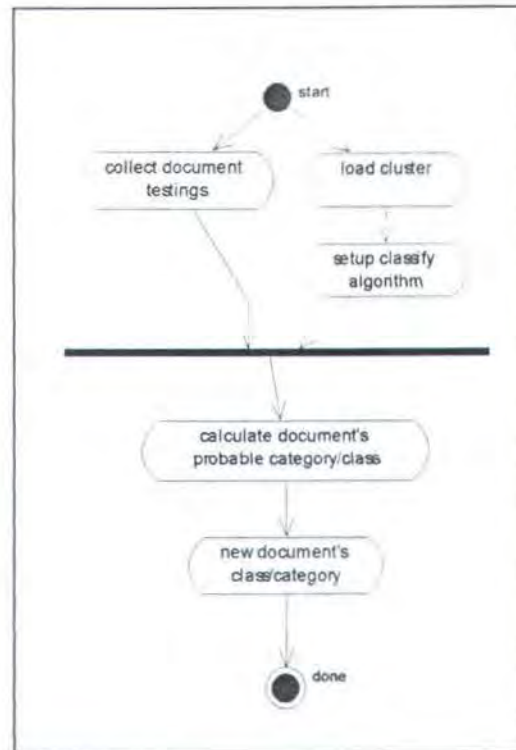 start
collect document
testings
load cluster
setup classify
algorithm
calculate document's
probable category/class
new document's
class/category
done